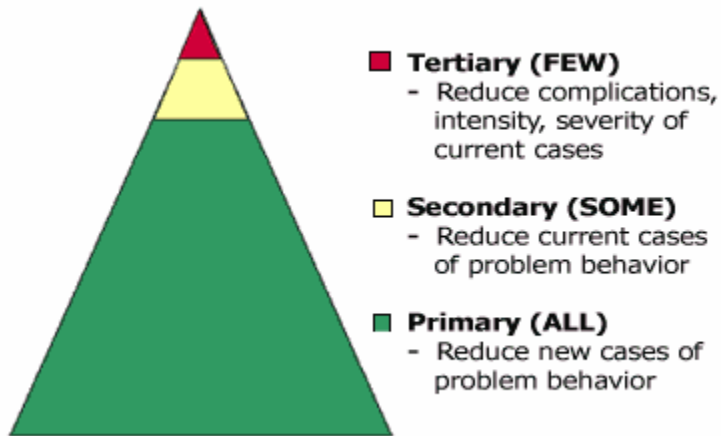 Tertiary (FEW)
- Reduce complications,
intensity, severity of
current cases
Secondary (SOME)
- Reduce current cases
of problem behavior
Primary (ALL)
- Reduce new cases of
problem behavior